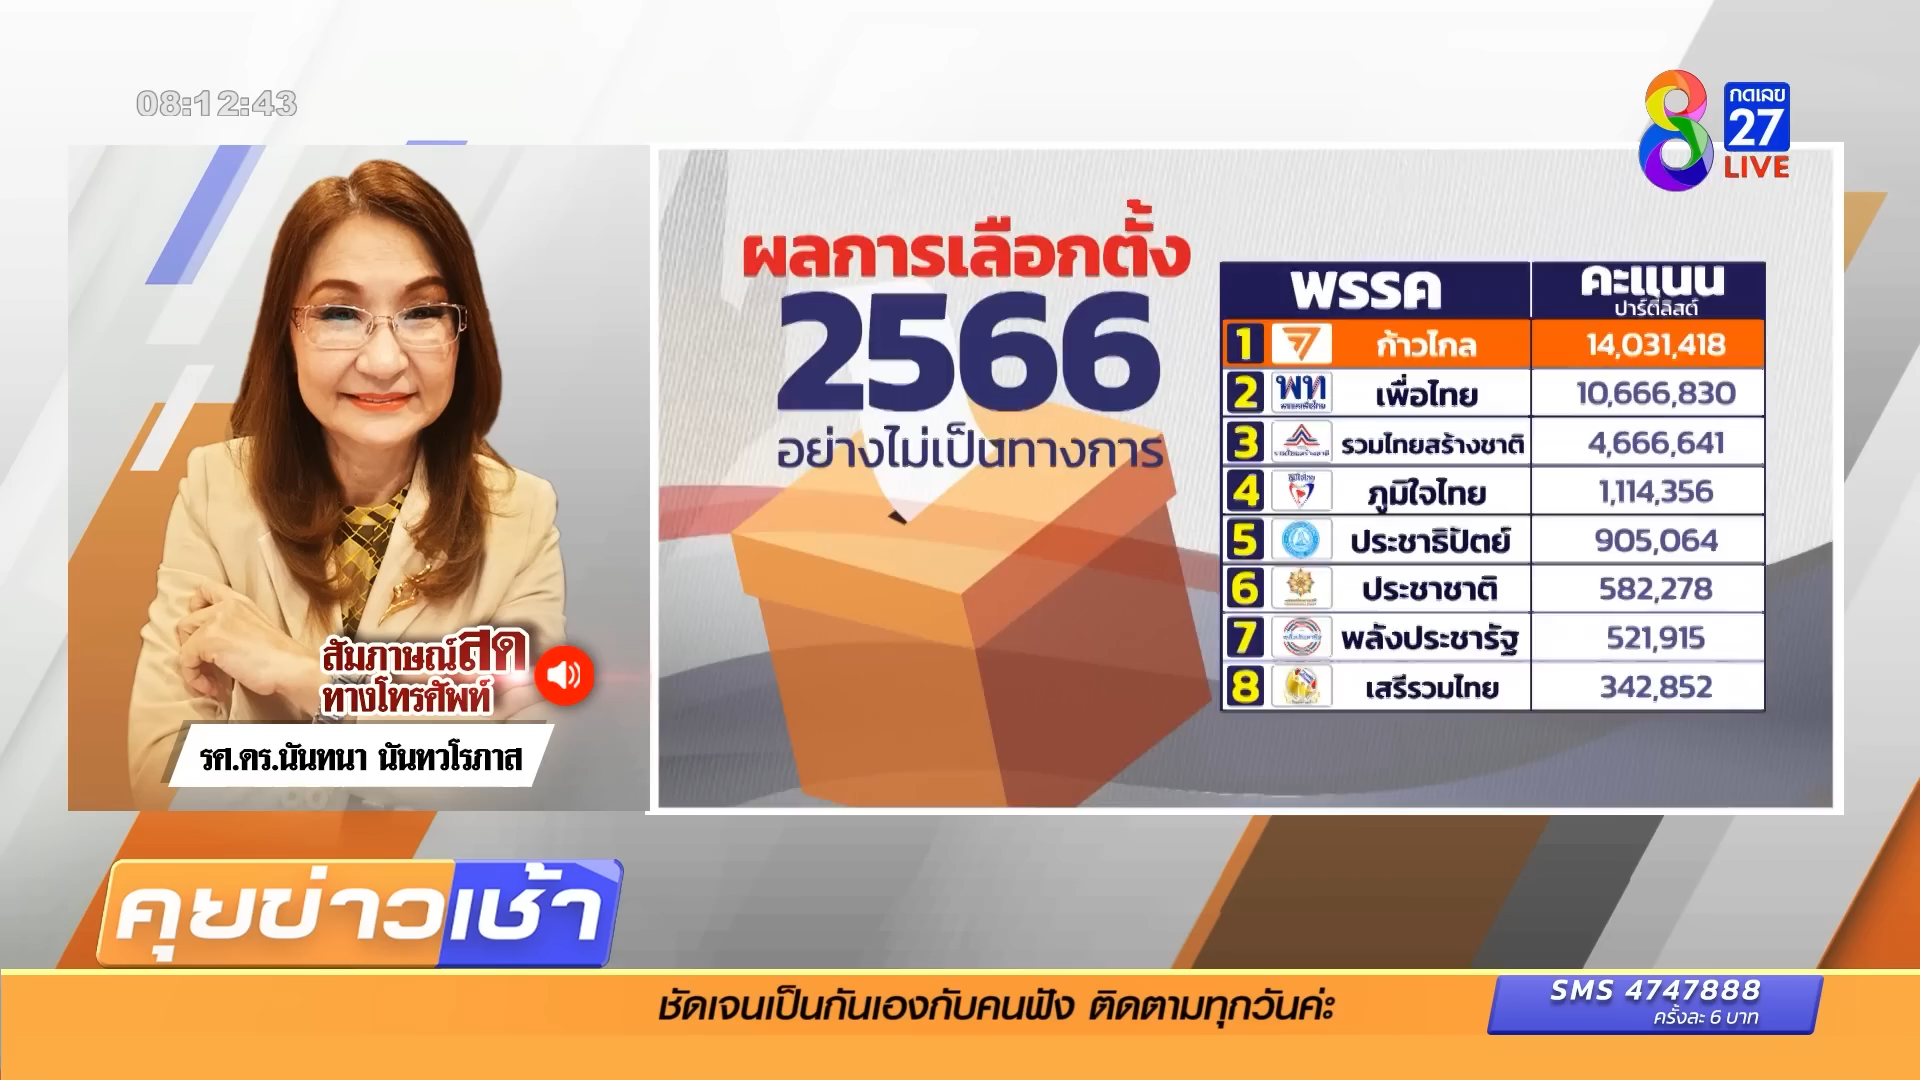 08:12:43
กดเลข
27
LIVE
ผลการเลือกตั้ง
2566
อย่างไม่เป็นทางการ
พรรค คะแนน
ปาร์ตี้ลิสต์
1 ก้าวไกล 14,031,418
2 พท เพื่อไทย 10,666,830
3 รวมไทยสร้างชาติ 4,666,641
4 ภูมิใจไทย 1,114,356
5 ประชาธิปัตย์ 905,064
6 ประชาชาติ 582,278
7 พลังประชารัฐ 521,915
8 เสรีรวมไทย 342,852
สัมภาษณ์สด
ทางโทรศัพท์
รศ.ดร.นันทนา นันทวโรภาส
คุยข่าวเช้า
ชัดเจนเป็นกันเองกับคนฟัง ติดตามทุกวันค่ะ
SMS 4747888
ครั้งละ 6 บาท